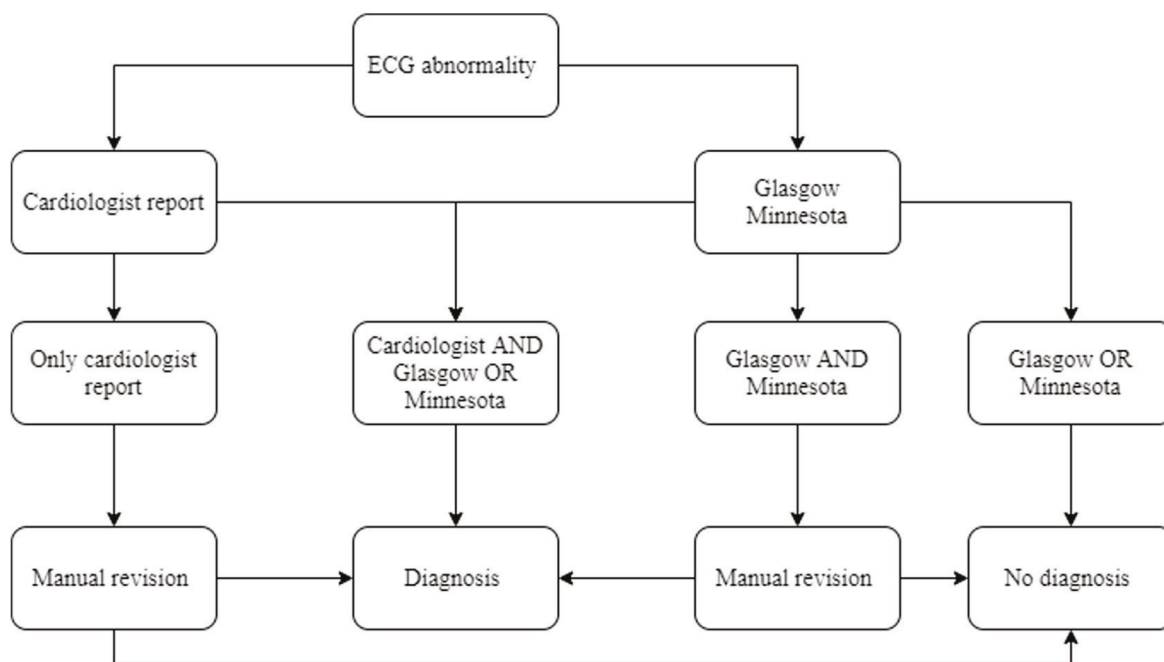 ECG abnormality
Cardiologist report
Glasgow
Minnesota
Only cardiologist
report
Cardiologist AND
Glasgow OR
Minnesota
Glasgow AND
Minnesota
Glasgow OR
Minnesota
Manual revision
Diagnosis
Manual revision
No diagnosis